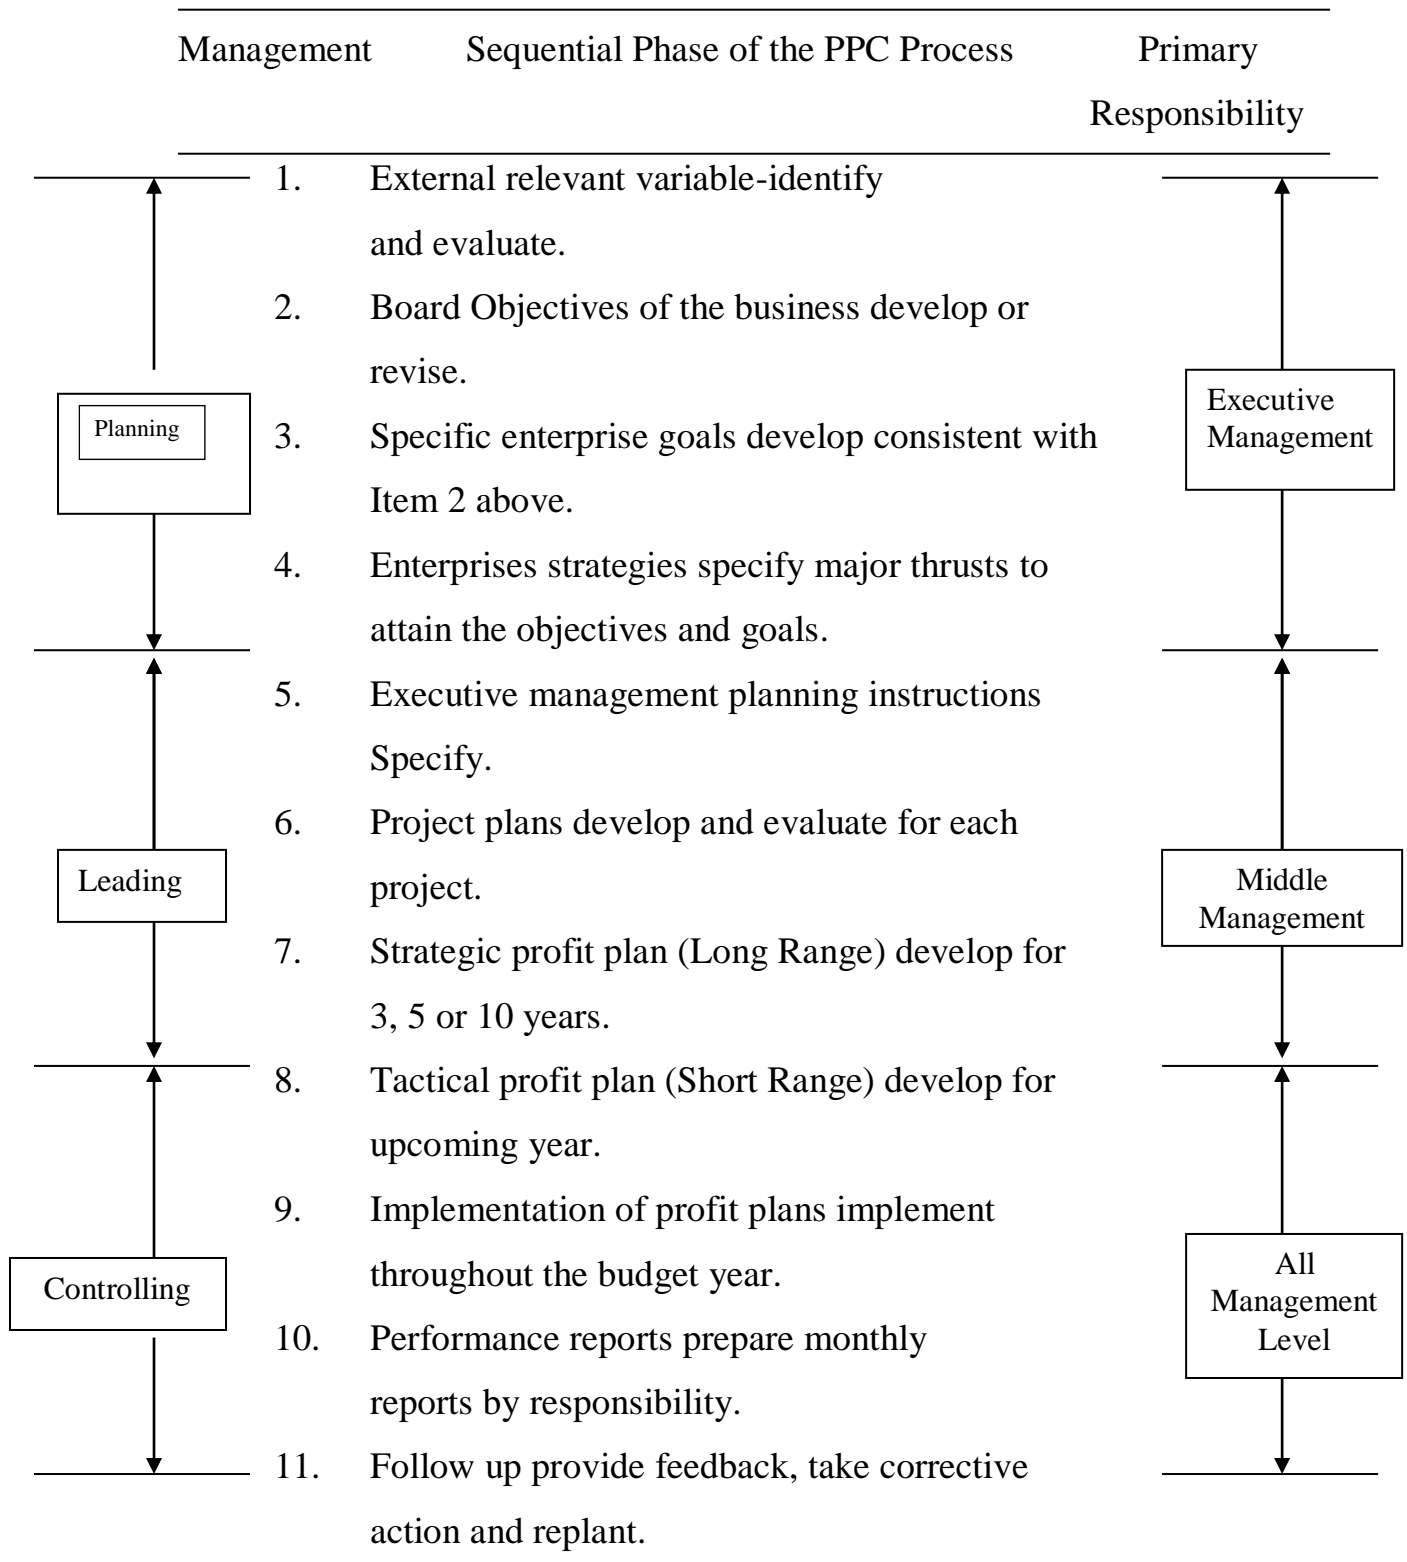 Management Sequential Phase of the PPC Process Primary
Responsibility
1. External relevant variable-identify
and evaluate.
2. Board Objectives of the business develop or
revise.
Executive
Management
Planning
3. Specific enterprise goals develop consistent with
Item 2 above.
4. Enterprises strategies specify major thrusts to
attain the objectives and goals.
5. Executive management planning instructions
Specify.
6. Project plans develop and evaluate for each
project.
Leading
Middle
Management
7. Strategic profit plan (Long Range) develop for
3, 5 or 10 years.
8. Tactical profit plan (Short Range) develop for
upcoming year.
9. Implementation of profit plans implement
throughout the budget year.
Controlling
All
Management
Level
10. Performance reports prepare monthly
reports by responsibility.
11. Follow up provide feedback, take corrective
action and replant.